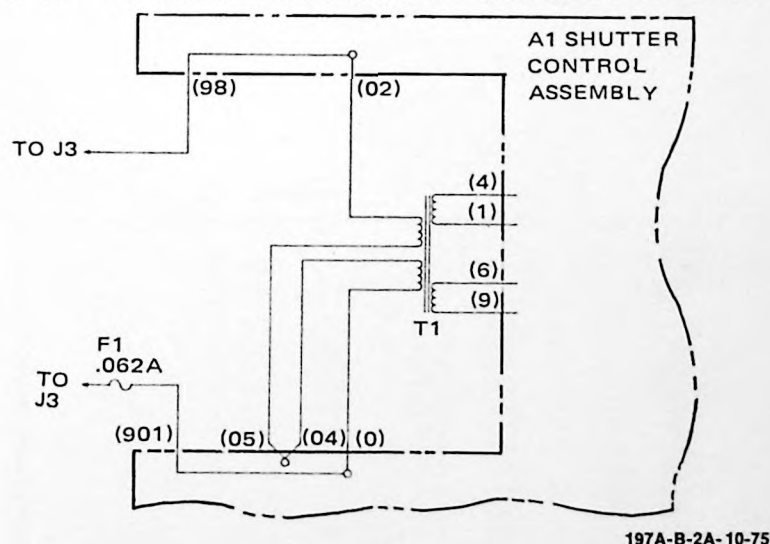 A1 SHUTTER
CONTROL
ASSEMBLY
(98)
(02)
TO J3
(4)
(1)
(6)
(9)
T1
F1
.062A
TO
J3
(901)
(05)
(04)
(0)
197A-B-2A-10-75